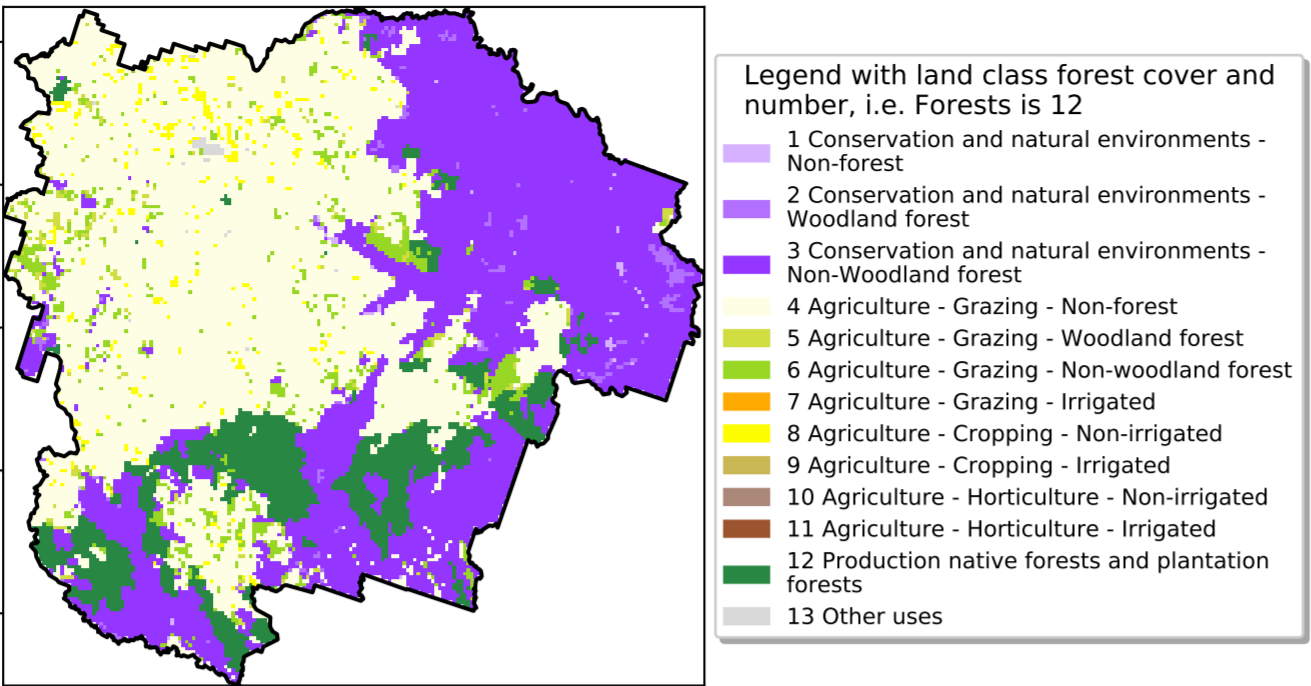 Legend with land class forest cover and
number, i.e. Forests is 12
1 Conservation and natural environments -
Non-forest
2 Conservation and natural environments -
Woodland forest
3 Conservation and natural environments -
Non-Woodland forest
4 Agriculture - Grazing - Non-forest
5 Agriculture - Grazing - Woodland forest
6 Agriculture - Grazing - Non-woodland forest
7 Agriculture - Grazing - Irrigated
8 Agriculture - Cropping - Non-irrigated
9 Agriculture - Cropping - Irrigated
10 Agriculture - Horticulture - Non-irrigated
11 Agriculture - Horticulture - Irrigated
12 Production native forests and plantation
forests
13 Other uses